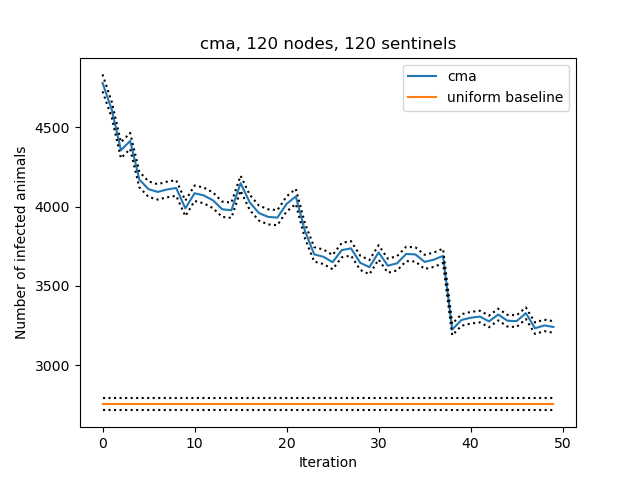 cma, 120 nodes, 120 sentinels
cma
uniform baseline
Number of infected animals
4500
4000
3500
3000
0 10 20 30 40 50
Iteration